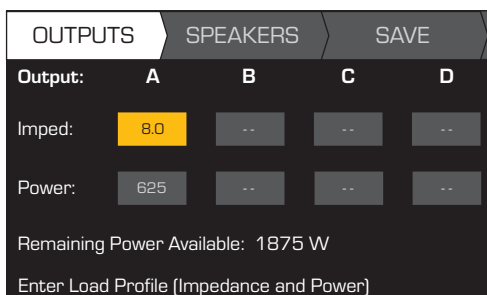 OUTPUTS SPEAKERS SAVE
Output: A B C D
Imped: 8.0 -- -- --
Power: 625 -- -- --
Remaining Power Available: 1875 W
Enter Load Profile (Impedance and Power)